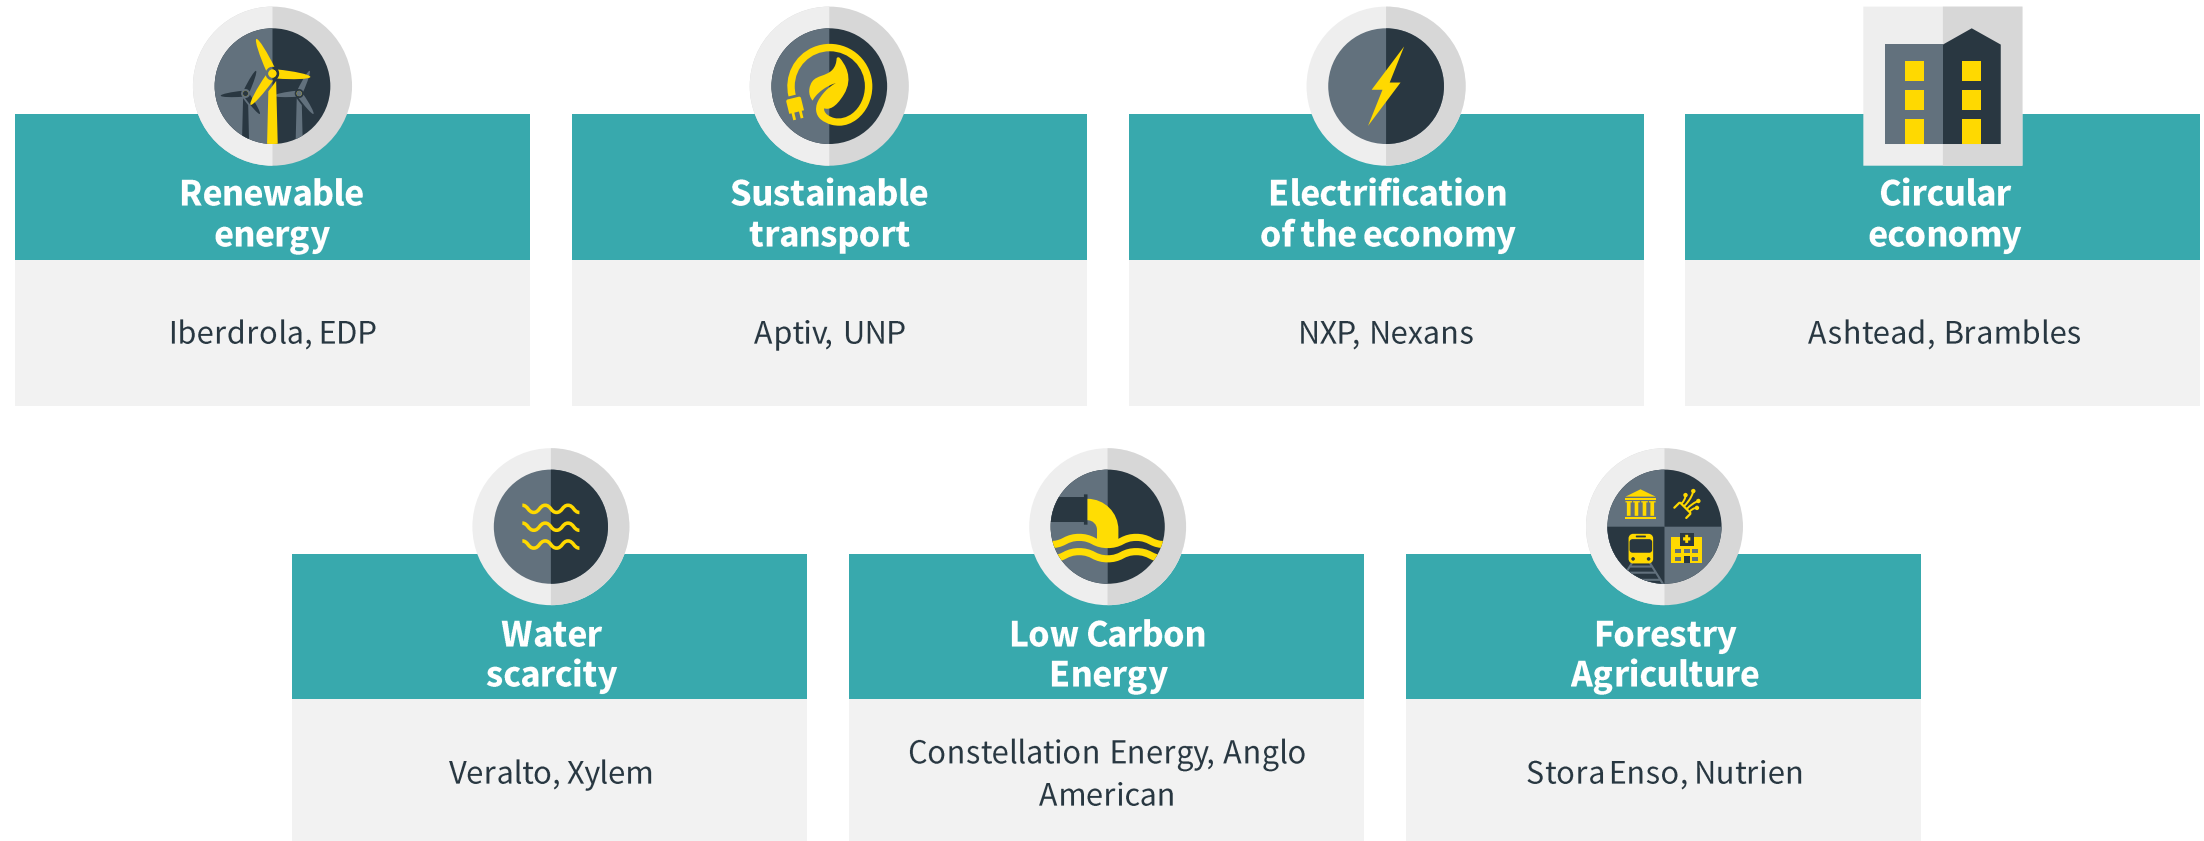 Renewable
energy
Iberdrola, EDP
Sustainable
transport
Aptiv, UNP
Electrification
of the economy
NXP, Nexans
Circular
economy
Ashtead, Brambles
Water
scarcity
Veralto, Xylem
Low Carbon
Energy
Constellation Energy, Anglo
American
Forestry
Agriculture
Stora Enso, Nutrien